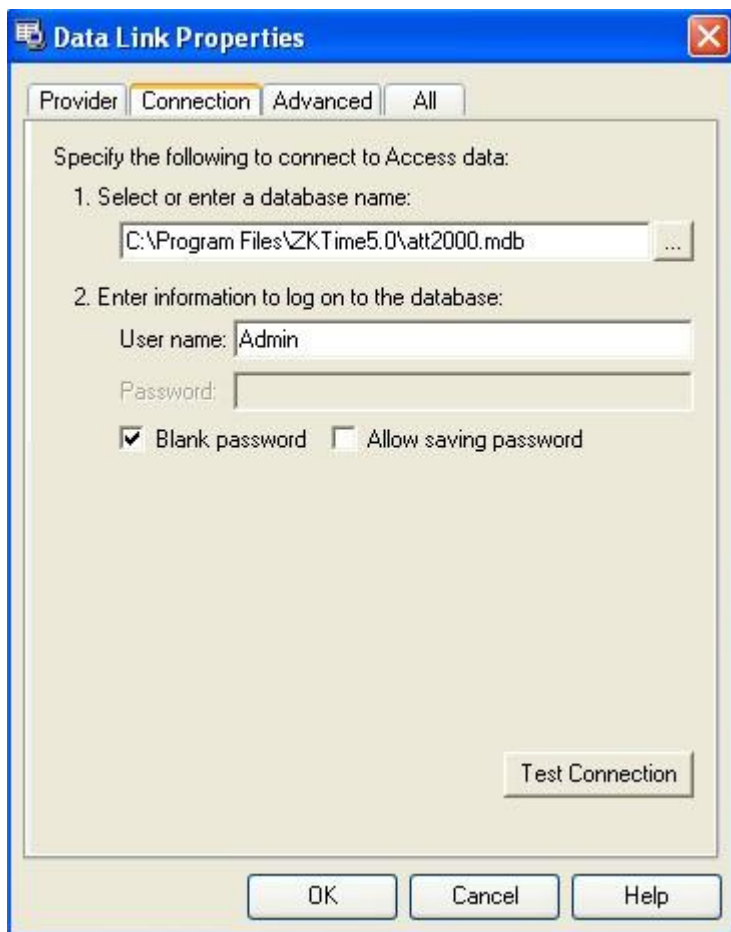 Data Link Properties
Provider Connection Advanced All
Specify the following to connect to Access data:
1. Select or enter a database name:
C:\Program Files\ZKTime5.0\att2000.mdb ...
2. Enter information to log on to the database:
User name: Admin
Password:
Blank password Allow saving password
Test Connection
OK Cancel Help